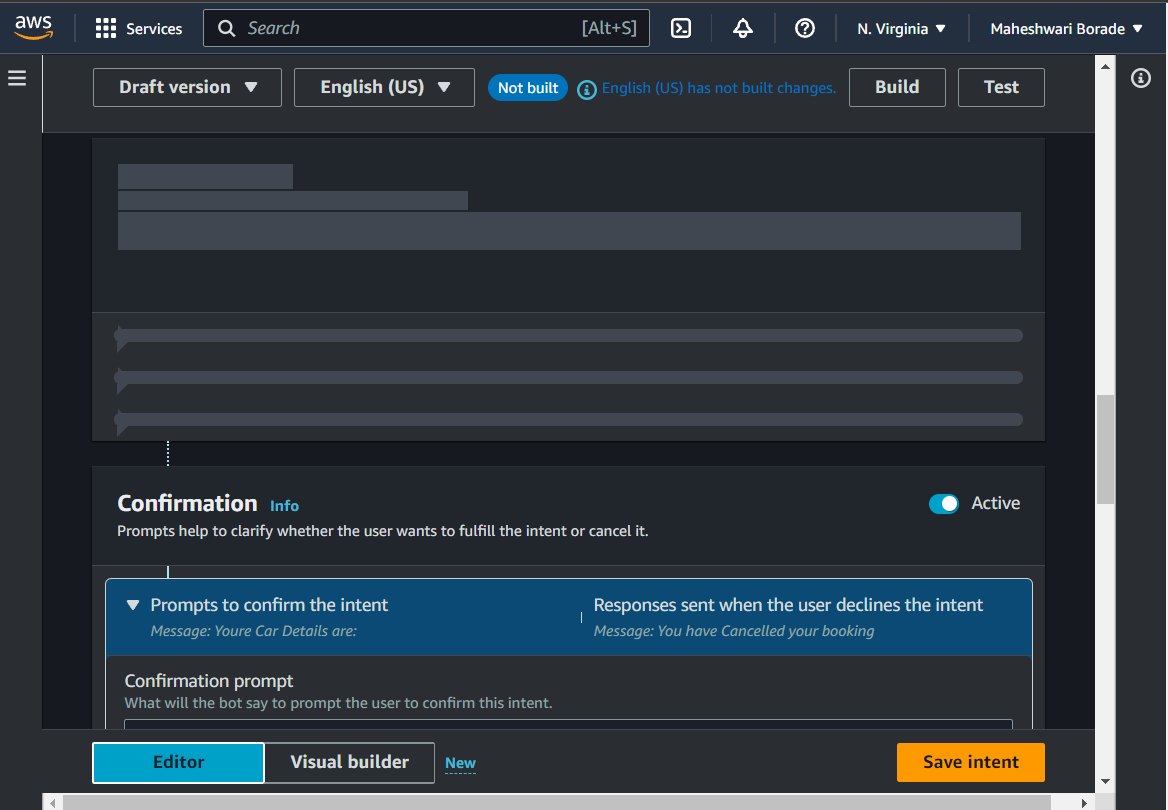 aws Services Search [Alt+S] N. Virginia Maheshwari Borade
Draft version English (US) Not built English (US) has not built changes. Build Test
Confirmation Info Active
Prompts help to clarify whether the user wants to fulfill the intent or cancel it.
Prompts to confirm the intent Responses sent when the user declines the intent
Message: Youre Car Details are: Message: You have Cancelled your booking
Confirmation prompt
What will the bot say to prompt the user to confirm this intent.
Editor Visual builder New Save intent